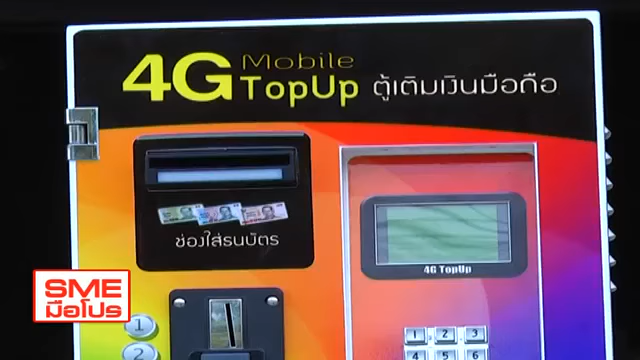 4G Mobile
TopUp ตู้เติมเงินมือถือ
ช่องใส่ธนบัตร
4G TopUp
SME
มือโปร
1
2
1 2 3
4 5 6